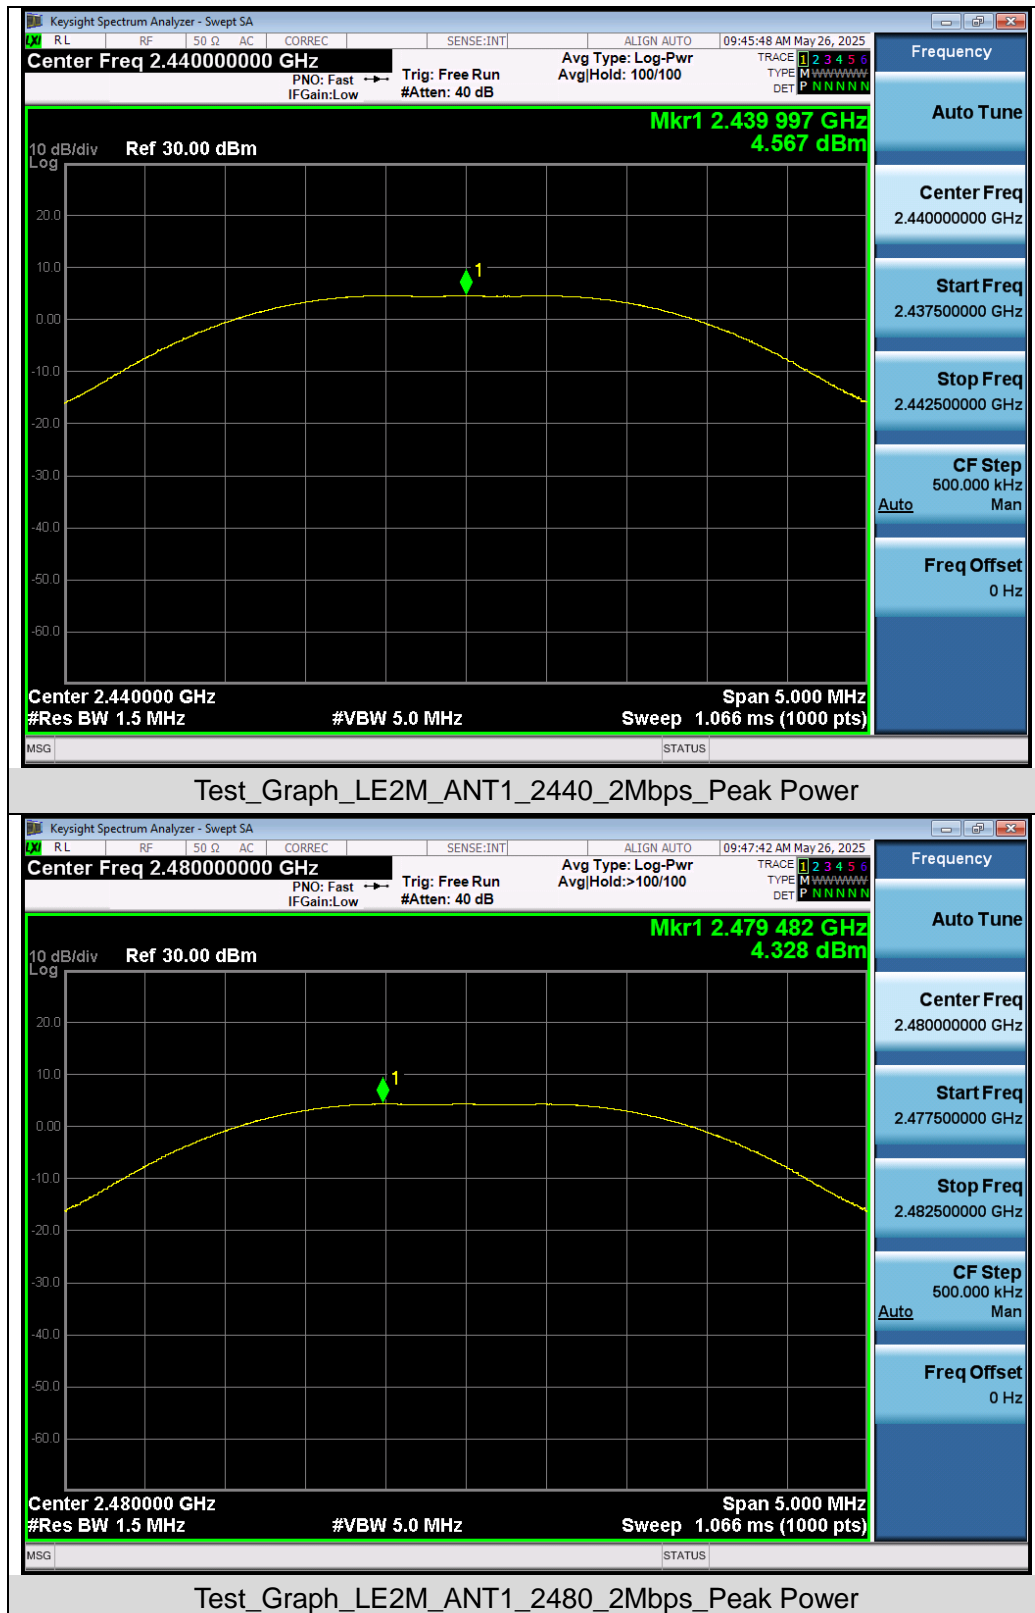 Keysight Spectrum Analyzer - Swept SA
LXI RL RF 50 Ω AC CORREC SENSE:INT ALIGN AUTO 09:45:48 AM May 26, 2025
Center Freq 2.440000000 GHz
PNO: Fast
IFGain:Low
Trig: Free Run
#Atten: 40 dB
Avg Type: Log-Pwr
Avg|Hold: 100/100
TRACE 1 2 3 4 5 6
TYPE M W W W W W
DET P N N N N N
Frequency
Auto Tune
Center Freq
2.440000000 GHz
Start Freq
2.437500000 GHz
Stop Freq
2.442500000 GHz
CF Step
500.000 kHz
Auto Man
Freq Offset
0 Hz
Mkr1 2.439 997 GHz
4.567 dBm
10 dB/div Ref 30.00 dBm
Log
20.0
10.0
0.00
-10.0
-20.0
-30.0
-40.0
-50.0
-60.0
1
Center 2.440000 GHz Span 5.000 MHz
#Res BW 1.5 MHz #VBW 5.0 MHz Sweep 1.066 ms (1000 pts)
MSG STATUS
Test_Graph_LE2M_ANT1_2440_2Mbps_Peak Power
Keysight Spectrum Analyzer - Swept SA
LXI RL RF 50 Ω AC CORREC SENSE:INT ALIGN AUTO 09:47:42 AM May 26, 2025
Center Freq 2.480000000 GHz
PNO: Fast
IFGain:Low
Trig: Free Run
#Atten: 40 dB
Avg Type: Log-Pwr
Avg|Hold:>100/100
TRACE 1 2 3 4 5 6
TYPE M W W W W W
DET P N N N N N
Frequency
Auto Tune
Center Freq
2.480000000 GHz
Start Freq
2.477500000 GHz
Stop Freq
2.482500000 GHz
CF Step
500.000 kHz
Auto Man
Freq Offset
0 Hz
Mkr1 2.479 482 GHz
4.328 dBm
10 dB/div Ref 30.00 dBm
Log
20.0
10.0
0.00
-10.0
-20.0
-30.0
-40.0
-50.0
-60.0
1
Center 2.480000 GHz Span 5.000 MHz
#Res BW 1.5 MHz #VBW 5.0 MHz Sweep 1.066 ms (1000 pts)
MSG STATUS
Test_Graph_LE2M_ANT1_2480_2Mbps_Peak Power